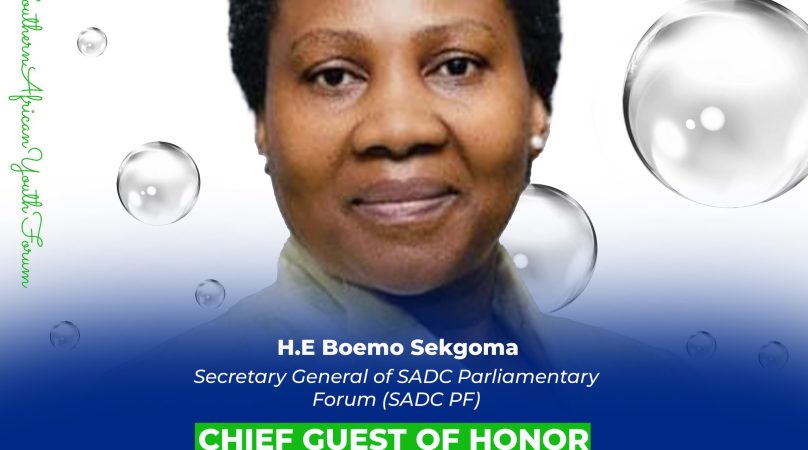 Southern African Youth Forum
H.E Boemo Sekgoma
Secretary General of SADC Parliamentary
Forum (SADC PF)
CHIEF GUEST OF HONOR